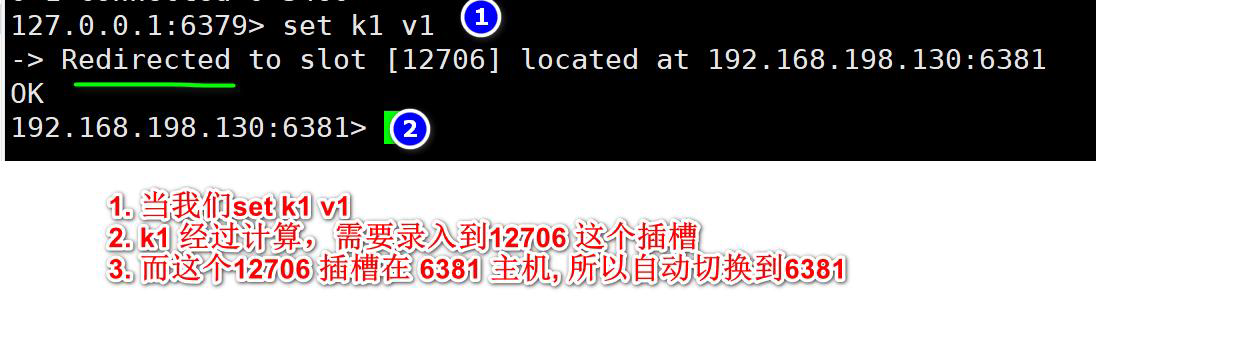 127.0.0.1:6379> set k1 v1 1
-> Redirected to slot [12706] located at 192.168.198.130:6381
OK
192.168.198.130:6381> 2
1. 当我们set k1 v1
2. k1 经过计算，需要录入到12706 这个插槽
3. 而这个12706 插槽在 6381 主机, 所以自动切换到6381